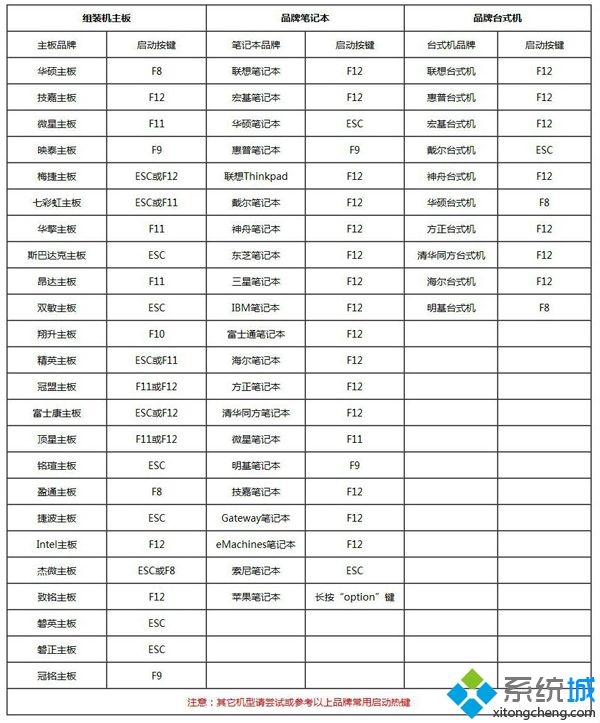 组装机主板 品牌笔记本 品牌台式机
主板品牌 启动按键 笔记本品牌 启动按键 台式机品牌 启动按键
华硕主板 F8 联想笔记本 F12 联想台式机 F12
技嘉主板 F12 宏基笔记本 F12 惠普台式机 F12
微星主板 F11 华硕笔记本 ESC 宏基台式机 F12
映泰主板 F9 惠普笔记本 F9 戴尔台式机 ESC
梅捷主板 ESC或F12 联想Thinkpad F12 神舟台式机 F12
七彩虹主板 ESC或F11 戴尔笔记本 F12 华硕台式机 F8
华擎主板 F11 神舟笔记本 F12 方正台式机 F12
斯巴达克主板 ESC 东芝笔记本 F12 清华同方台式机 F12
昂达主板 F11 三星笔记本 F12 海尔台式机 F12
双敏主板 ESC IBM笔记本 F12 明基台式机 F8
翔升主板 F10 富士通笔记本 F12
精英主板 ESC或F11 海尔笔记本 F12
冠盟主板 F11或F12 方正笔记本 F12
富士康主板 ESC或F12 清华同方笔记本 F12
顶星主板 F11或F12 微星笔记本 F11
铭瑄主板 ESC 明基笔记本 F9
盈通主板 F8 技嘉笔记本 F12
捷波主板 ESC Gateway笔记本 F12
Intel主板 F12 eMachines笔记本 F12
杰微主板 ESC或F8 索尼笔记本 ESC
致铭主板 F12 苹果笔记本 长按“option”键
磐英主板 ESC
磐正主板 ESC
冠铭主板 F9
注意：其它机型请尝试或参考以上品牌常用启动热键
系统城
xitongcheng.com